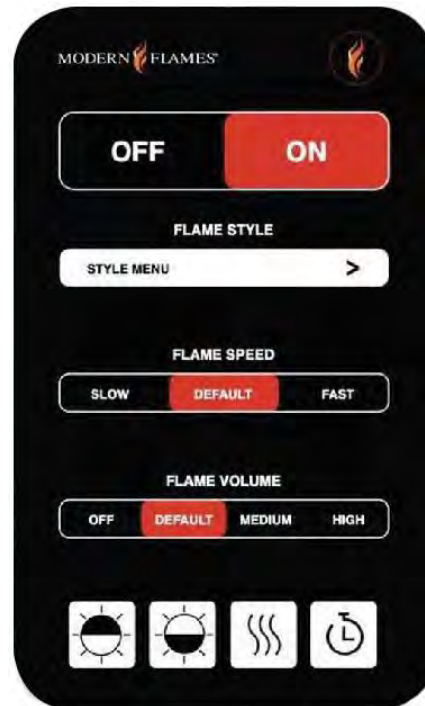 MODERN FLAMES®
OFF ON
FLAME STYLE
STYLE MENU >
FLAME SPEED
SLOW DEFAULT FAST
FLAME VOLUME
OFF DEFAULT MEDIUM HIGH